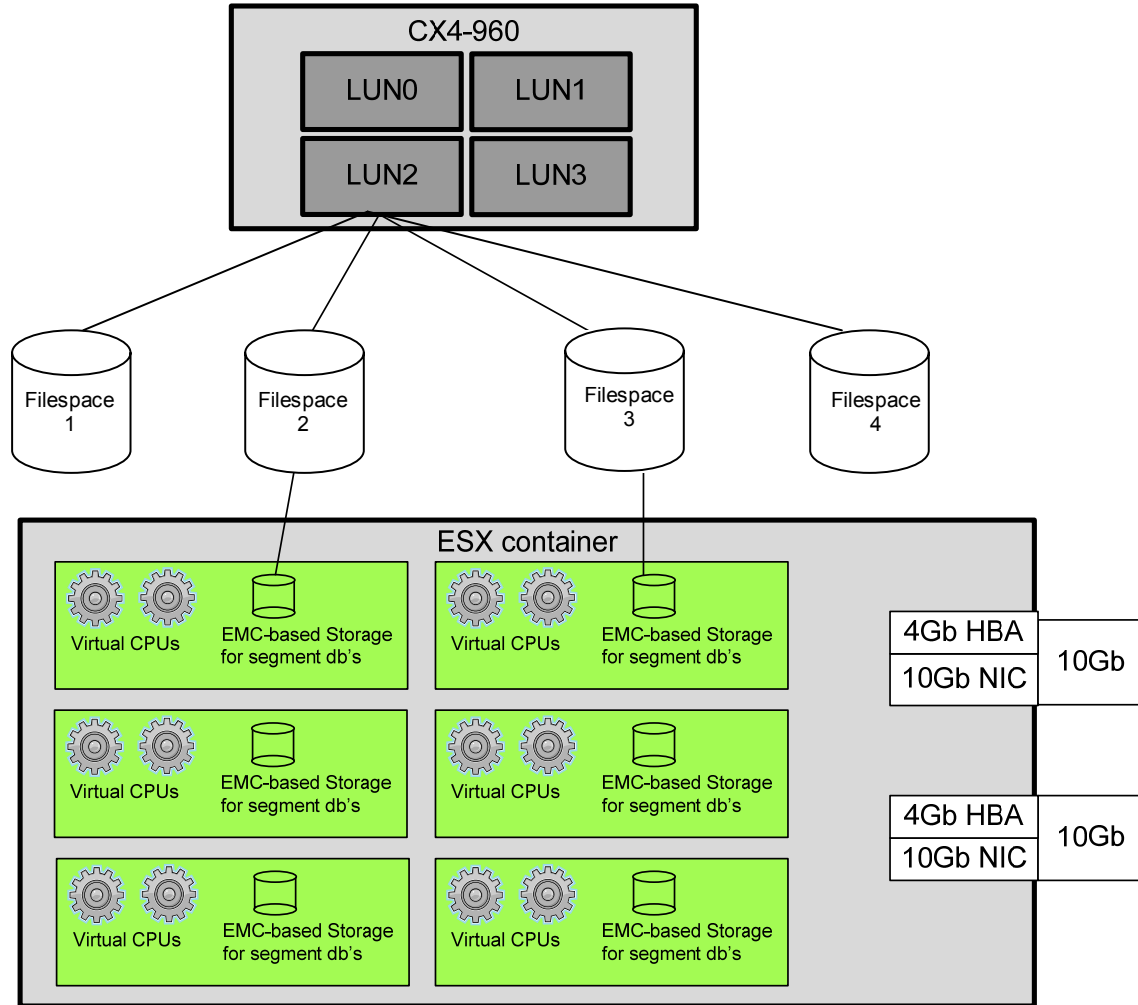 CX4-960
LUN0
LUN1
LUN2
LUN3
Filespace
1
Filespace
2
Filespace
3
Filespace
4
ESX container
Virtual CPUs
EMC-based Storage
for segment db's
Virtual CPUs
EMC-based Storage
for segment db's
4Gb HBA
10Gb NIC
10Gb
Virtual CPUs
EMC-based Storage
for segment db's
Virtual CPUs
EMC-based Storage
for segment db's
4Gb HBA
10Gb NIC
10Gb
Virtual CPUs
EMC-based Storage
for segment db's
Virtual CPUs
EMC-based Storage
for segment db's